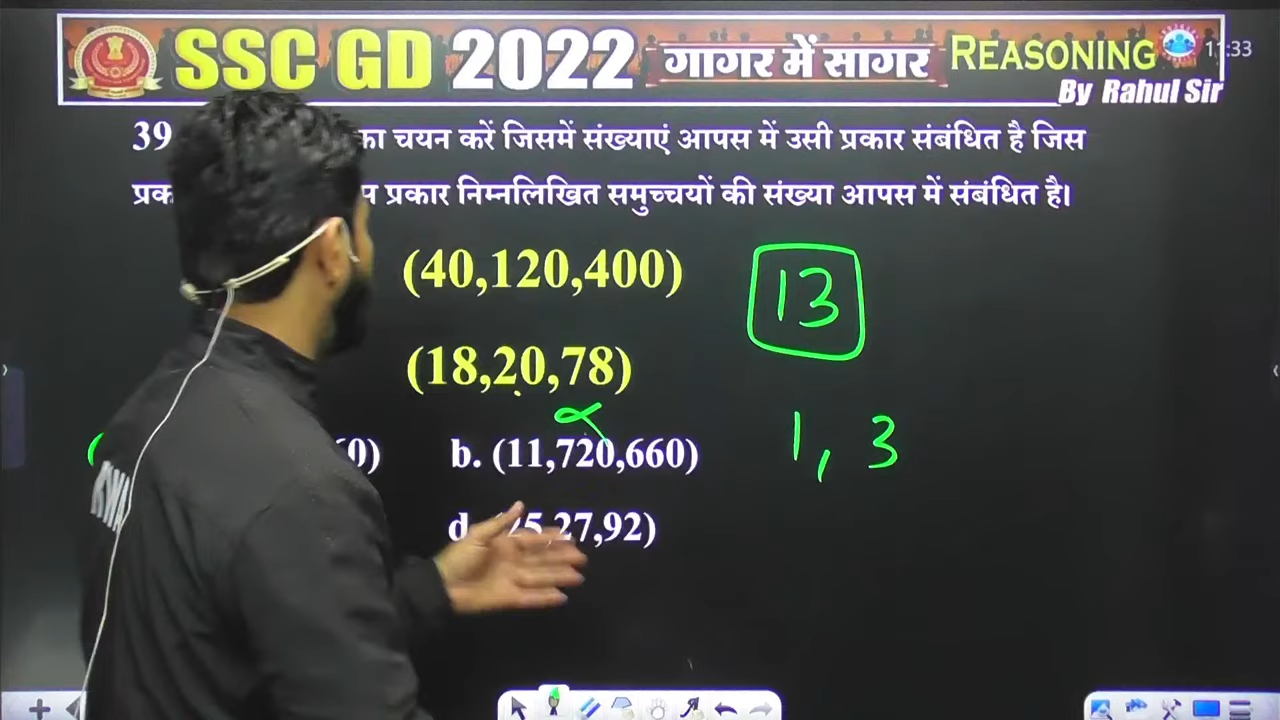 SSC GD 2022 गागर में सागर REASONING 11:33
By Rahul Sir
39 का चयन करें जिसमें संख्याएं आपस में उसी प्रकार संबंधित है जिस
प्रकार निम्नलिखित समुच्चयों की संख्या आपस में संबंधित है।
(40,120,400)
13
(18,20,78)
1, 3
b. (11,720,660)
d. 27,92)